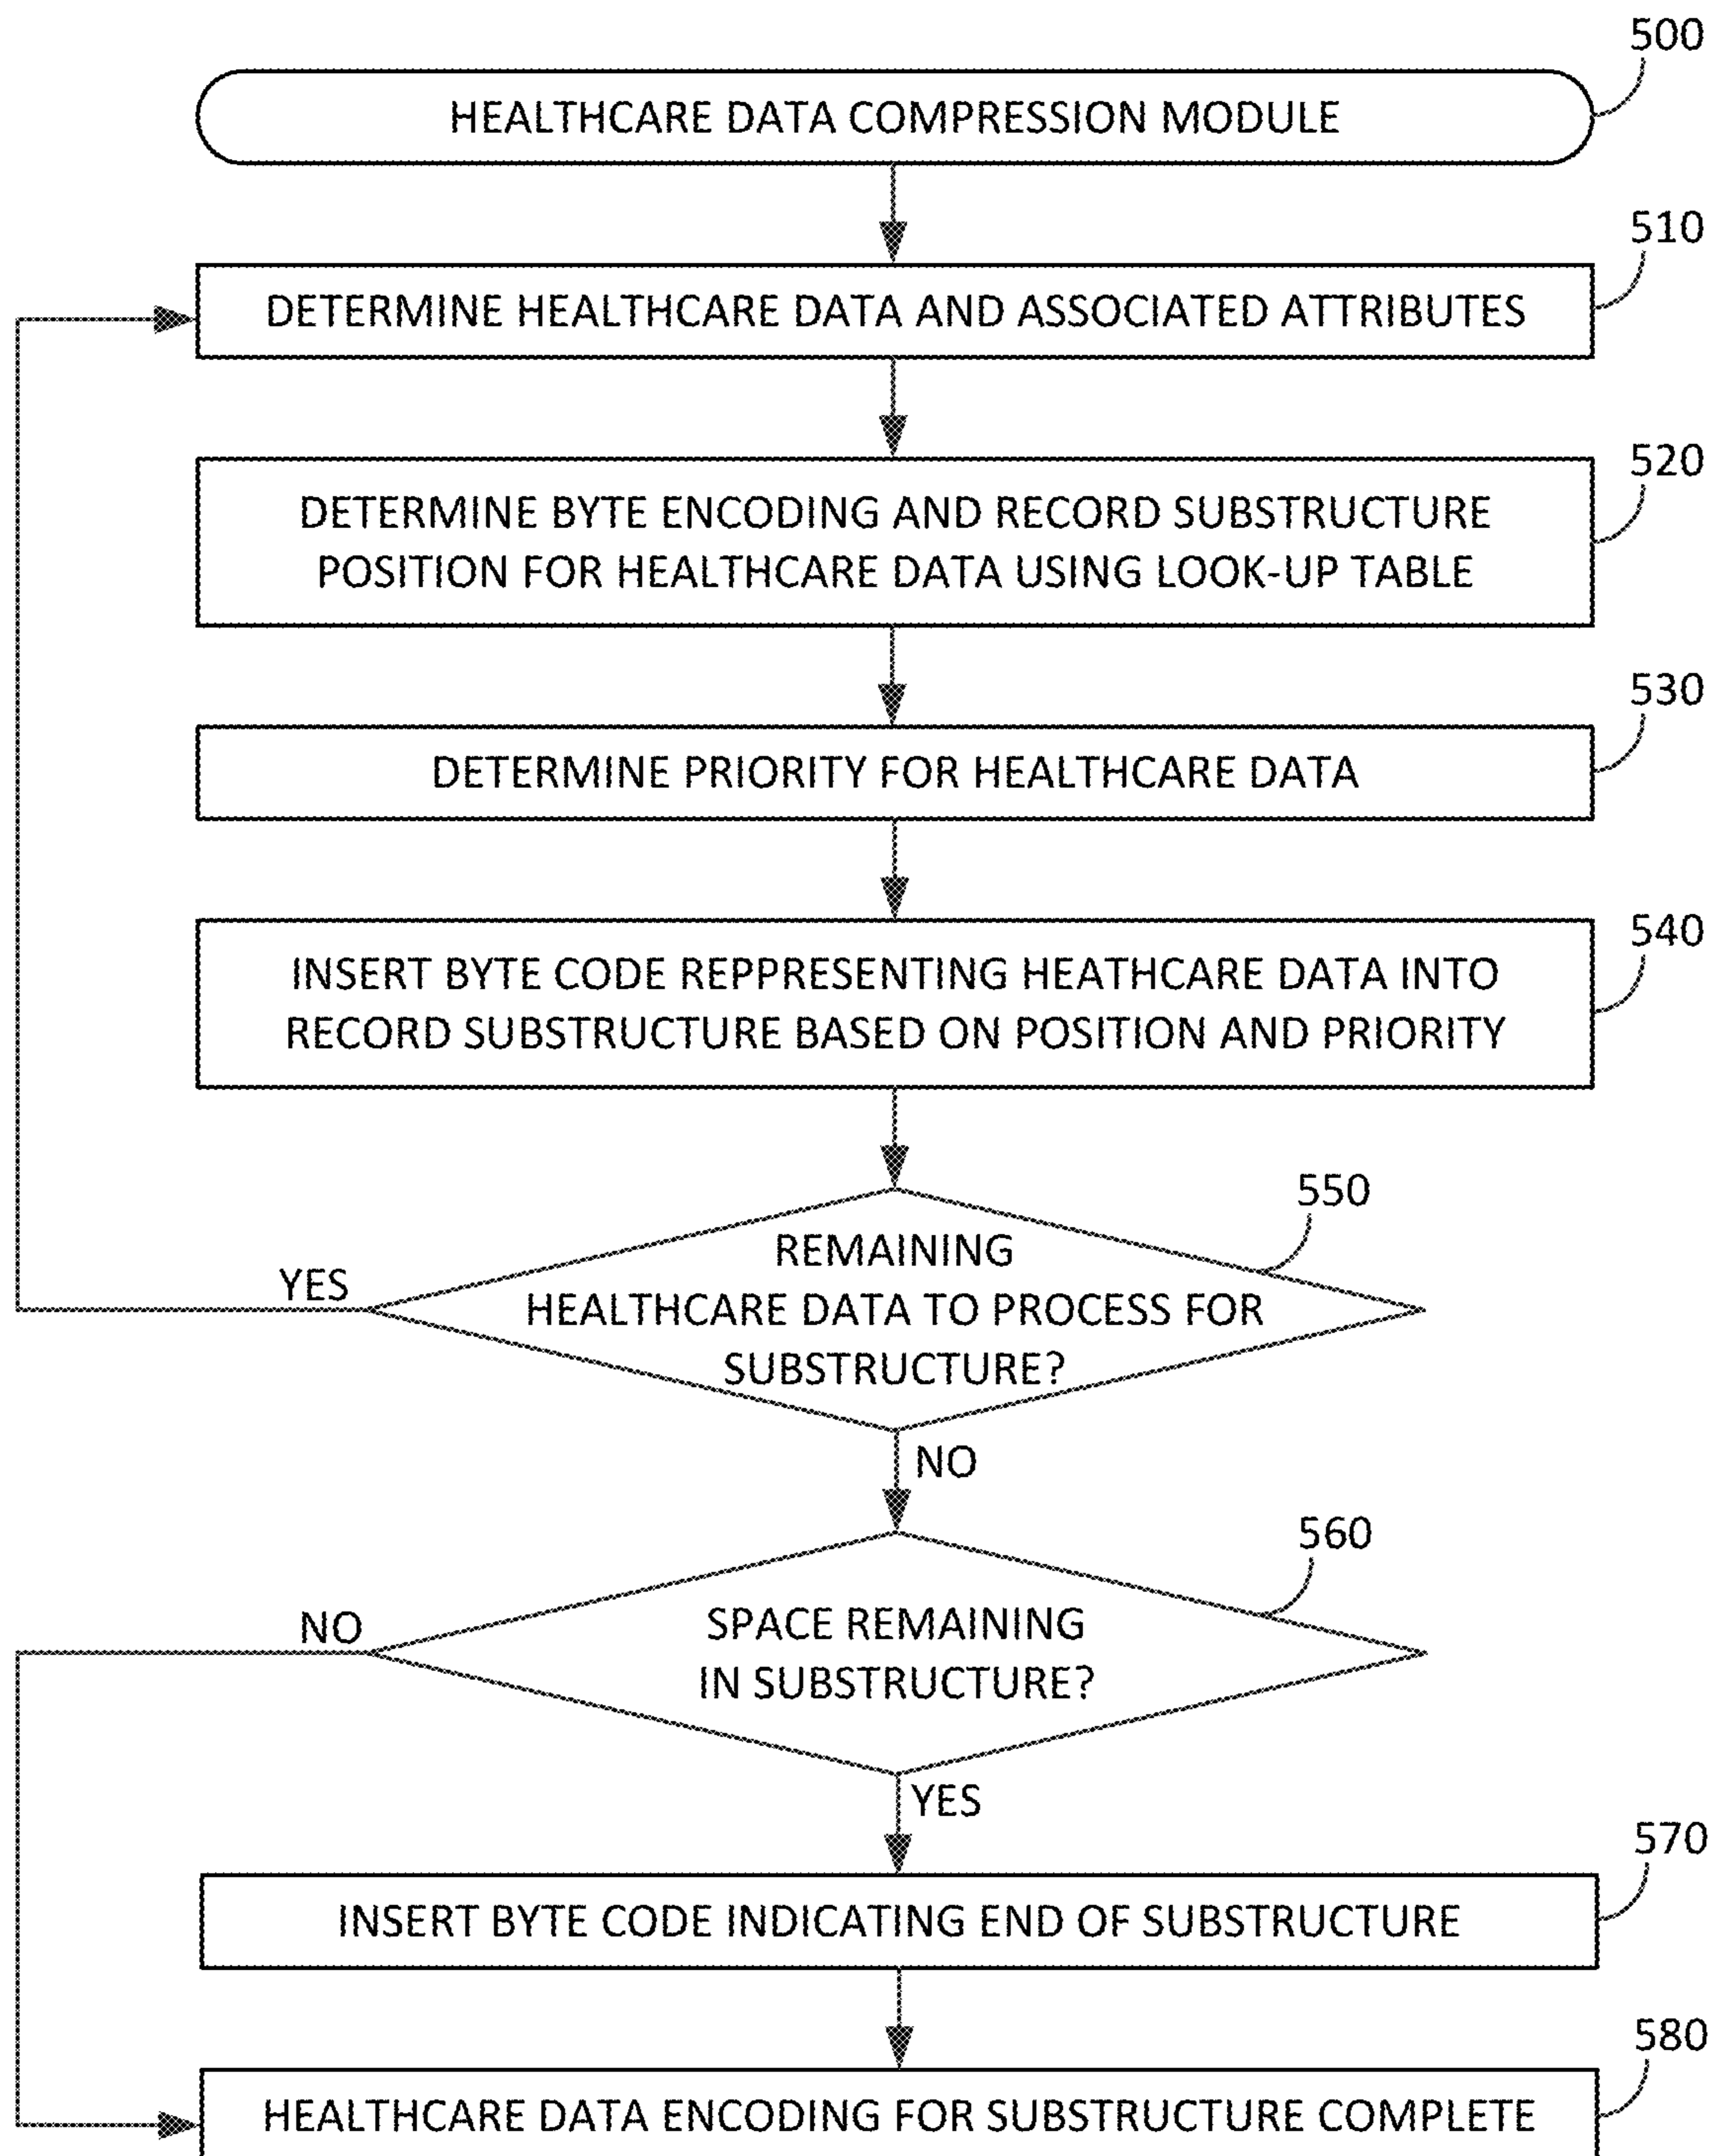 500
HEALTHCARE DATA COMPRESSION MODULE
510
DETERMINE HEALTHCARE DATA AND ASSOCIATED ATTRIBUTES
520
DETERMINE BYTE ENCODING AND RECORD SUBSTRUCTURE
POSITION FOR HEALTHCARE DATA USING LOOK-UP TABLE
530
DETERMINE PRIORITY FOR HEALTHCARE DATA
540
INSERT BYTE CODE REPPRESENTING HEATHCARE DATA INTO
RECORD SUBSTRUCTURE BASED ON POSITION AND PRIORITY
550
REMAINING
YES
HEALTHCARE DATA TO PROCESS FOR
SUBSTRUCTURE?
NO
560
NO
SPACE REMAINING
IN SUBSTRUCTURE?
YES
570
INSERT BYTE CODE INDICATING END OF SUBSTRUCTURE
580
HEALTHCARE DATA ENCODING FOR SUBSTRUCTURE COMPLETE